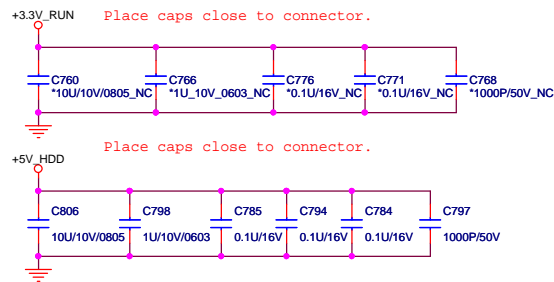 +3.3V_RUN
Place caps close to connector.
C760 C766 C776 C771 C768
*10U/10V/0805_NC *1U_10V_0603_NC *0.1U/16V_NC *0.1U/16V_NC *1000P/50V_NC
Place caps close to connector.
+5V_HDD
C806 C798 C785 C794 C784 C797
10U/10V/0805 1U/10V/0603 0.1U/16V 0.1U/16V 0.1U/16V 1000P/50V